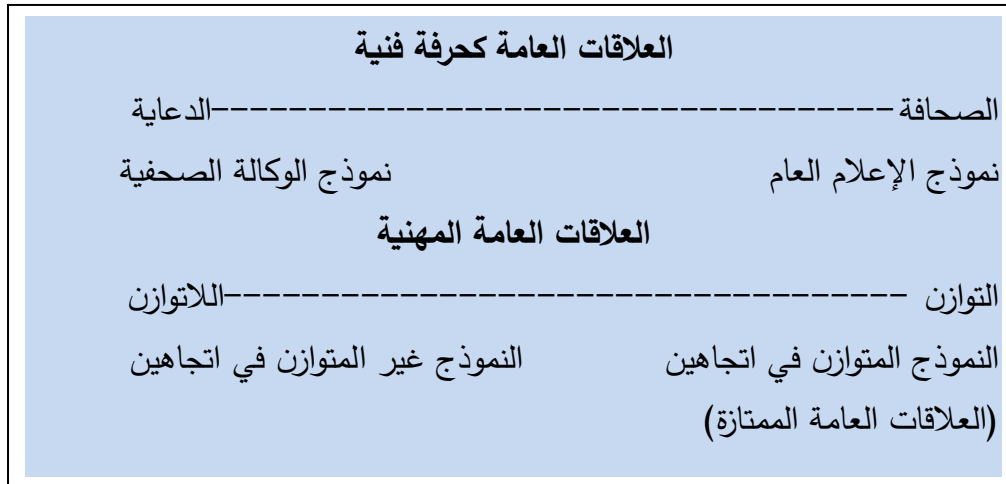 العلاقات العامة كحرفة فنية
الصحافة-----------------------------------الدعاية
نموذج الإعلام العام نموذج الوكالة الصحفية
العلاقات العامة المهنية
التوازن -----------------------------------اللاتوازن
النموذج المتوازن في اتجاهين النموذج غير المتوازن في اتجاهين
(العلاقات العامة الممتازة)